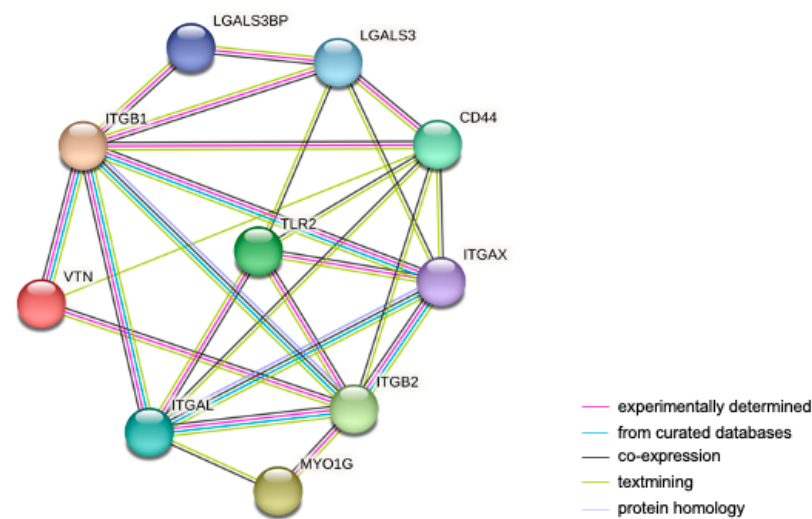 LGALS3BP
LGALS3
ITGB1
CD44
TLR2
ITGAX
VTN
ITGB2
ITGAL
MYO1G
experimentally determined
from curated databases
co-expression
textmining
protein homology